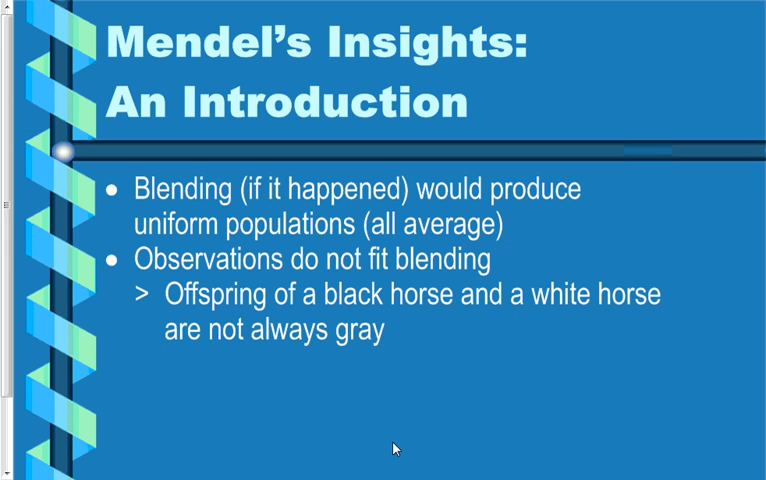 Mendel’s Insights:
An Introduction
● Blending (if it happened) would produce
uniform populations (all average)
● Observations do not fit blending
> Offspring of a black horse and a white horse
are not always gray